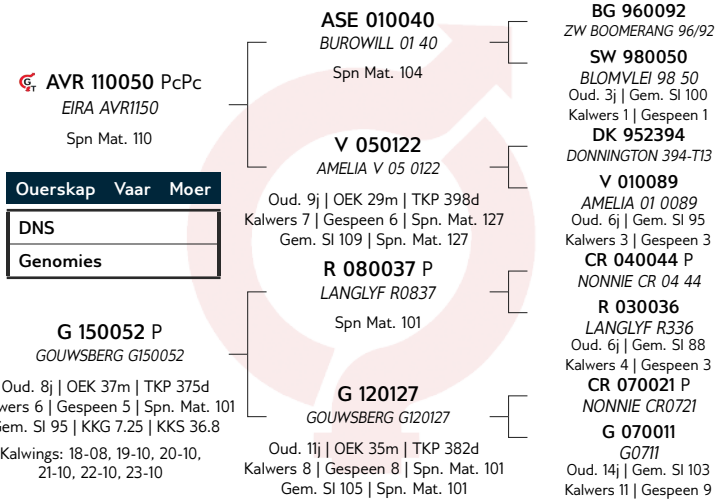 AVR 110050 PcPc
EIRA AVR1150
Spn Mat. 110
Ouerskap Vaar Moer
DNS
Genomies
G 150052 P
GOUWSBERG G150052
Oud. 8j | OEK 37m | TKP 375d
wers 6 | Gespeen 5 | Spn. Mat. 101
Gem. SI 95 | KKG 7.25 | KKS 36.8
Kalwings: 18-08, 19-10, 20-10,
21-10, 22-10, 23-10
ASE 010040
BUROWILL 01 40
Spn Mat. 104
V 050122
AMELIA V 05 0122
Oud. 9j | OEK 29m | TKP 398d
Kalwers 7 | Gespeen 6 | Spn. Mat. 127
Gem. SI 109 | Spn. Mat. 127
R 080037 P
LANGLYF R0837
Spn Mat. 101
G 120127
GOUWSBERG G120127
Oud. 11j | OEK 35m | TKP 382d
Kalwers 8 | Gespeen 8 | Spn. Mat. 101
Gem. SI 105 | Spn. Mat. 101
BG 960092
ZW BOOMERANG 96/92
SW 980050
BLOMVLEI 98 50
Oud. 3j | Gem. SI 100
Kalwers 1 | Gespeen 1
DK 952394
DONNINGTON 394-T13
V 010089
AMELIA 01 0089
Oud. 6j | Gem. SI 95
Kalwers 3 | Gespeen 3
CR 040044 P
NONNIE CR 04 44
R 030036
LANGLYF R336
Oud. 6j | Gem. SI 88
Kalwers 4 | Gespeen 3
CR 070021 P
NONNIE CR0721
G 070011
G0711
Oud. 14j | Gem. SI 103
Kalwers 11 | Gespeen 9